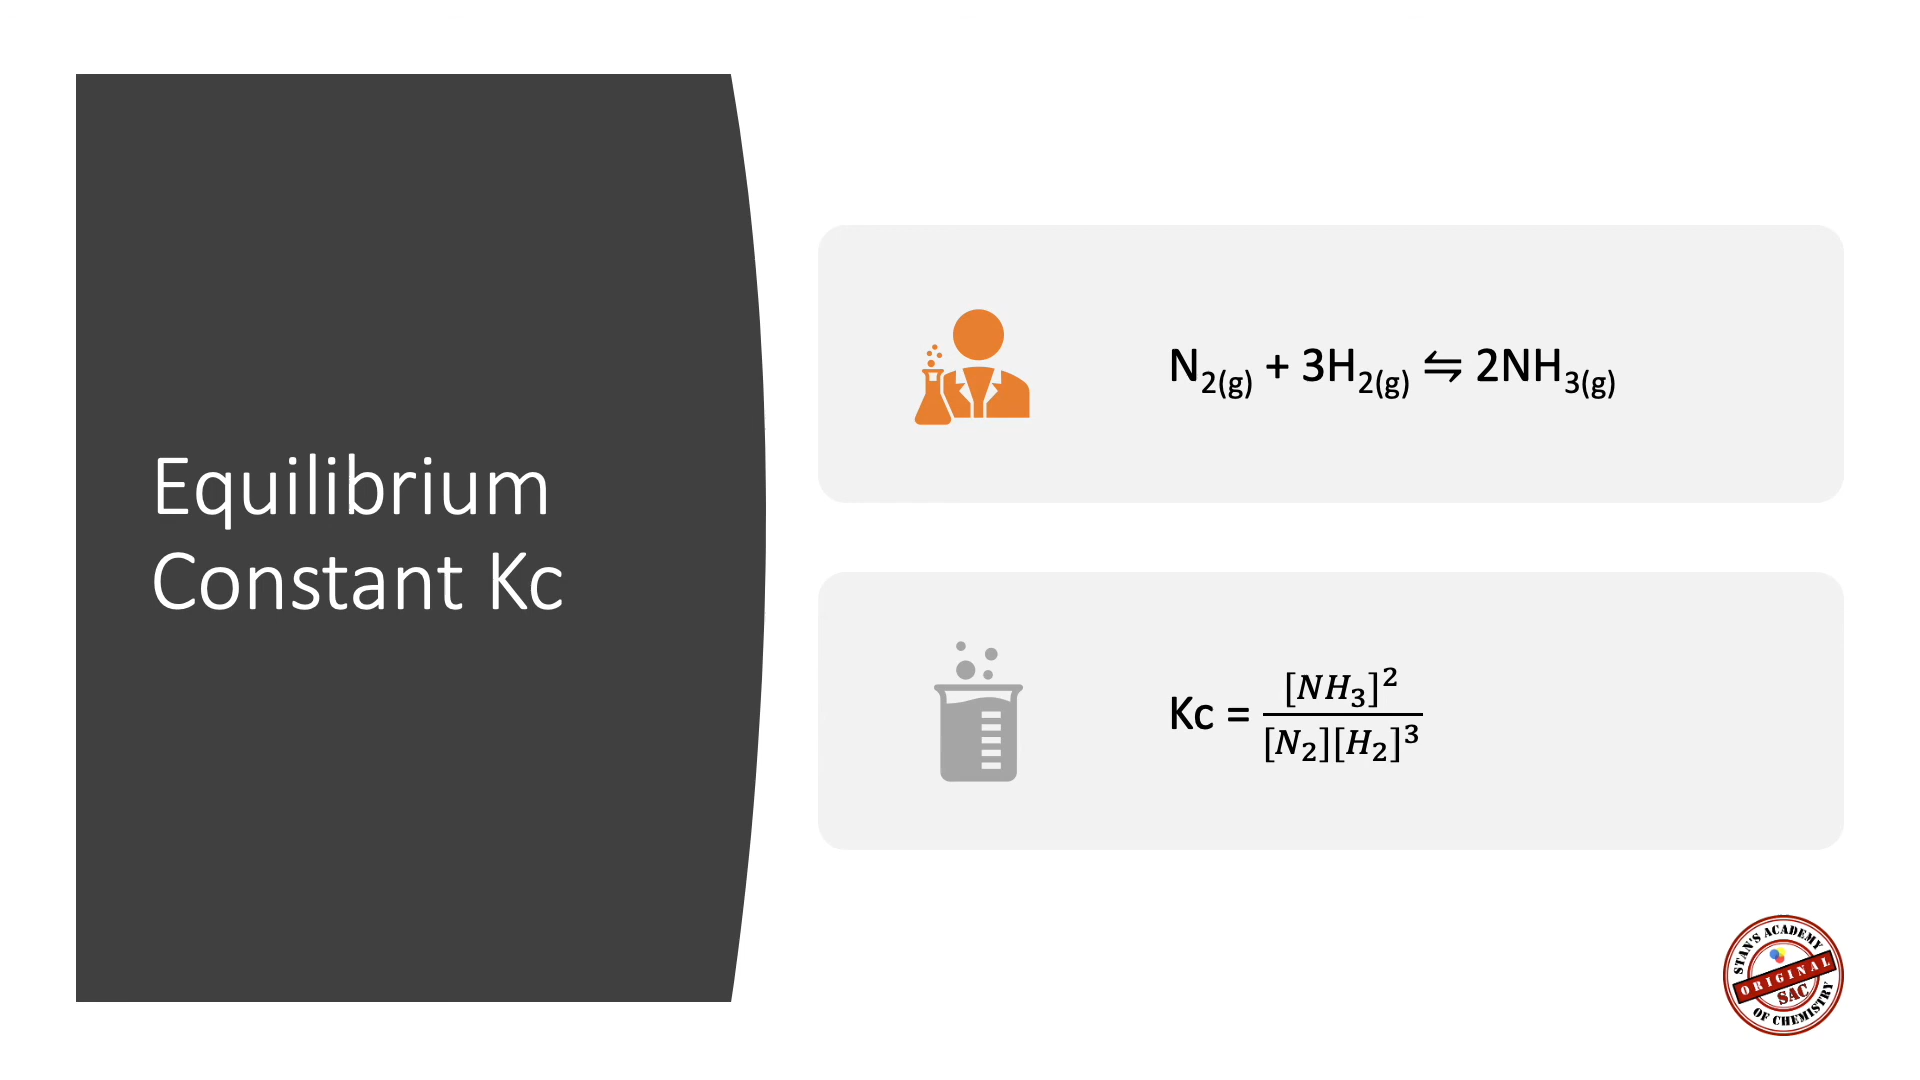 Equilibrium
Constant Kc
N₂₍g₎ + 3H₂₍g₎ ⇋ 2NH₃₍g₎
Kc = [NH₃]² / [N₂][H₂]³
STAN'S ACADEMY
ORIGINAL
SAC
OF CHEMISTRY